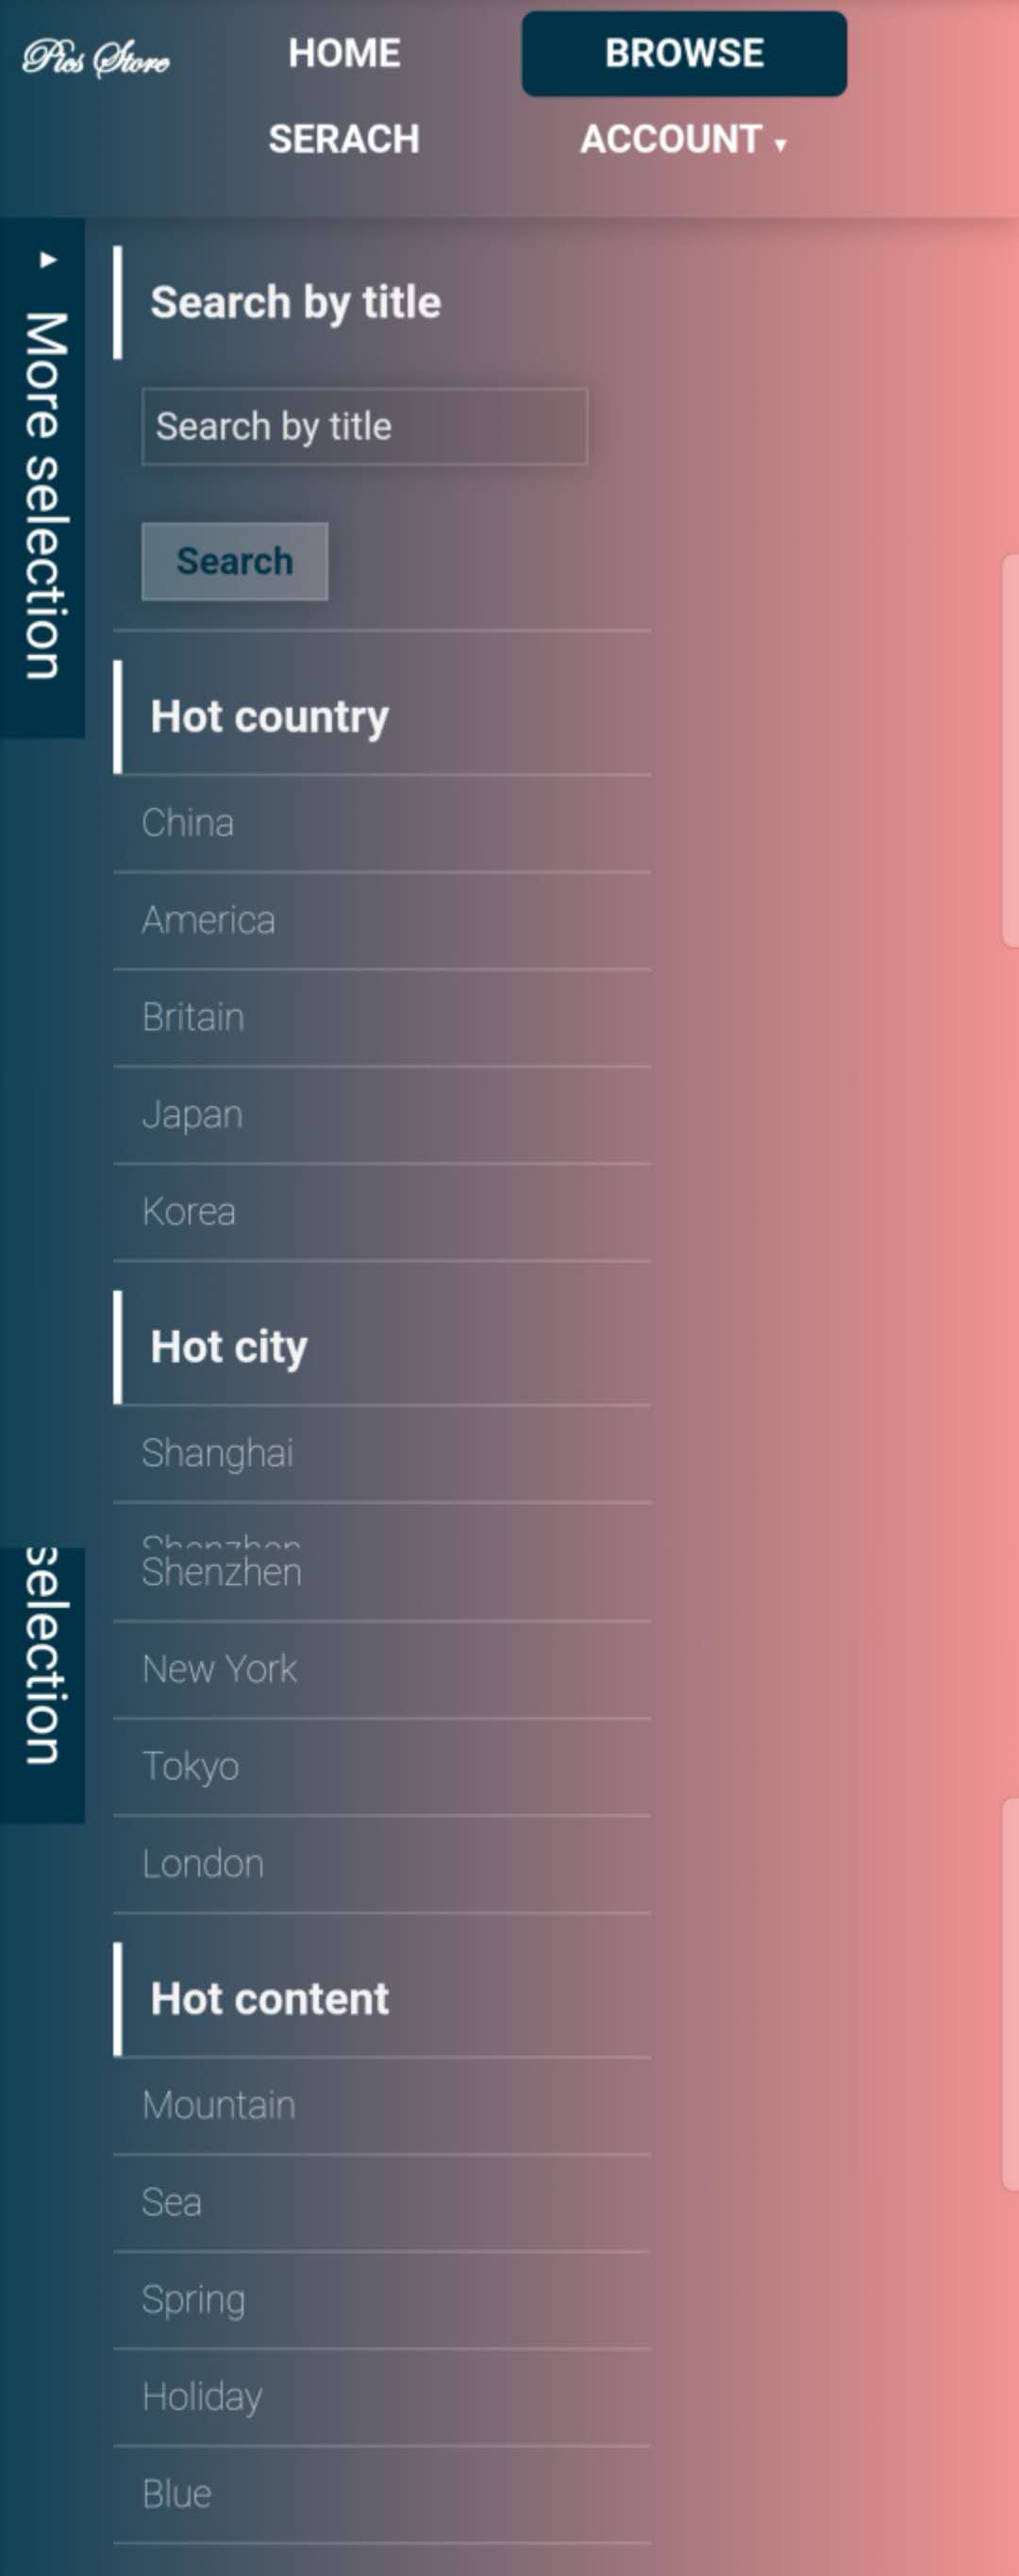 Pics Store
HOME
BROWSE
SERACH
ACCOUNT ▾
More selection
Search by title
Search by title
Search
Hot country
China
America
Britain
Japan
Korea
Hot city
Shanghai
Shenzhen
Shenzhen
New York
Tokyo
London
selection
Hot content
Mountain
Sea
Spring
Holiday
Blue